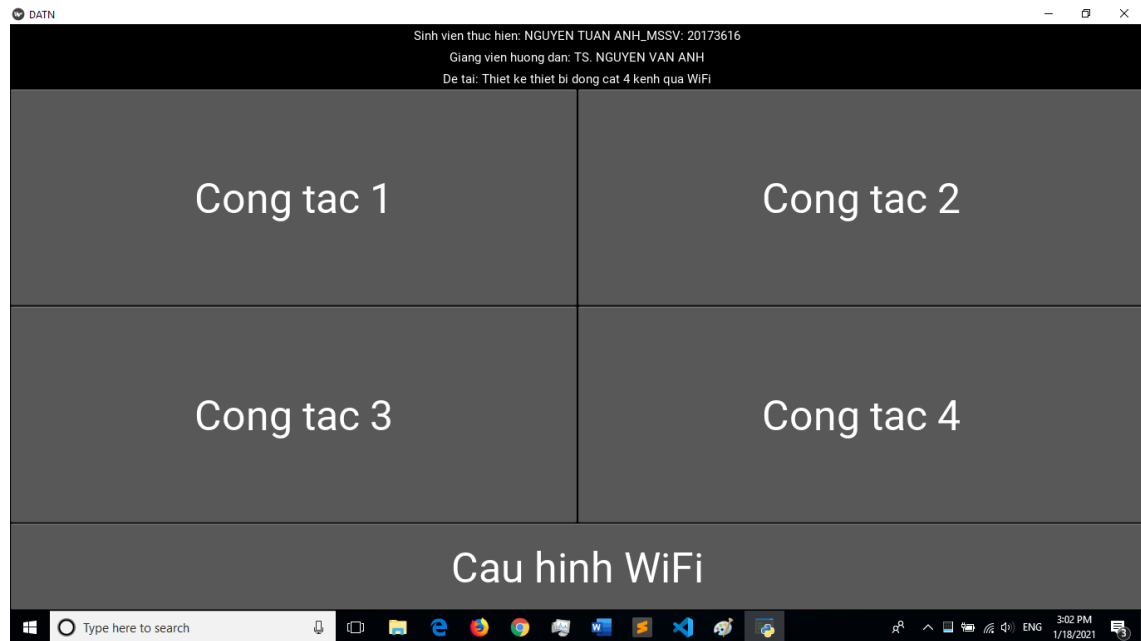 DATN
Sinh vien thuc hien: NGUYEN TUAN ANH_MSSV: 20173616
Giang vien huong dan: TS. NGUYEN VAN ANH
De tai: Thiet ke thiet bi dong cat 4 kenh qua WiFi
Cong tac 1
Cong tac 2
Cong tac 3
Cong tac 4
Cau hinh WiFi
Type here to search
ENG
3:02 PM
1/18/2021
3